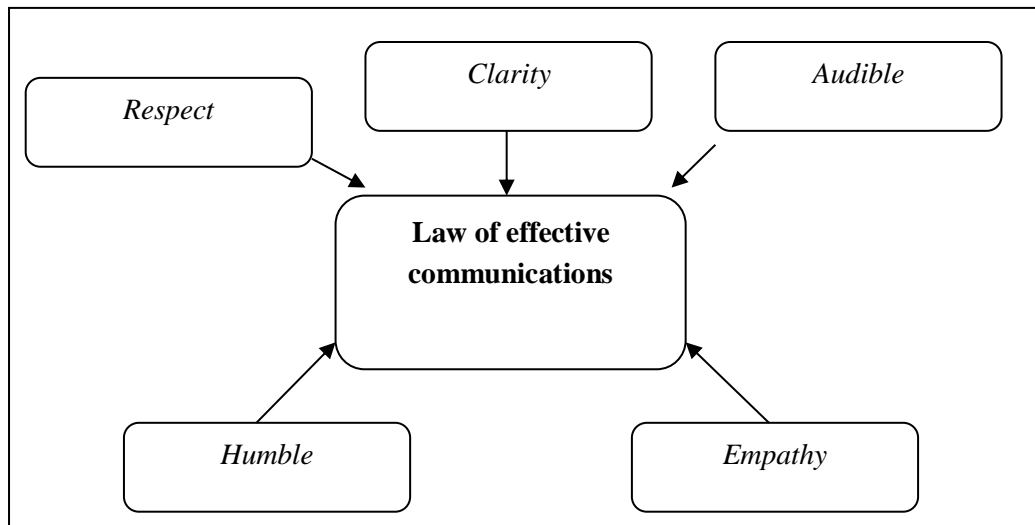 Respect
Clarity
Audible
Law of effective
communications
Humble
Empathy